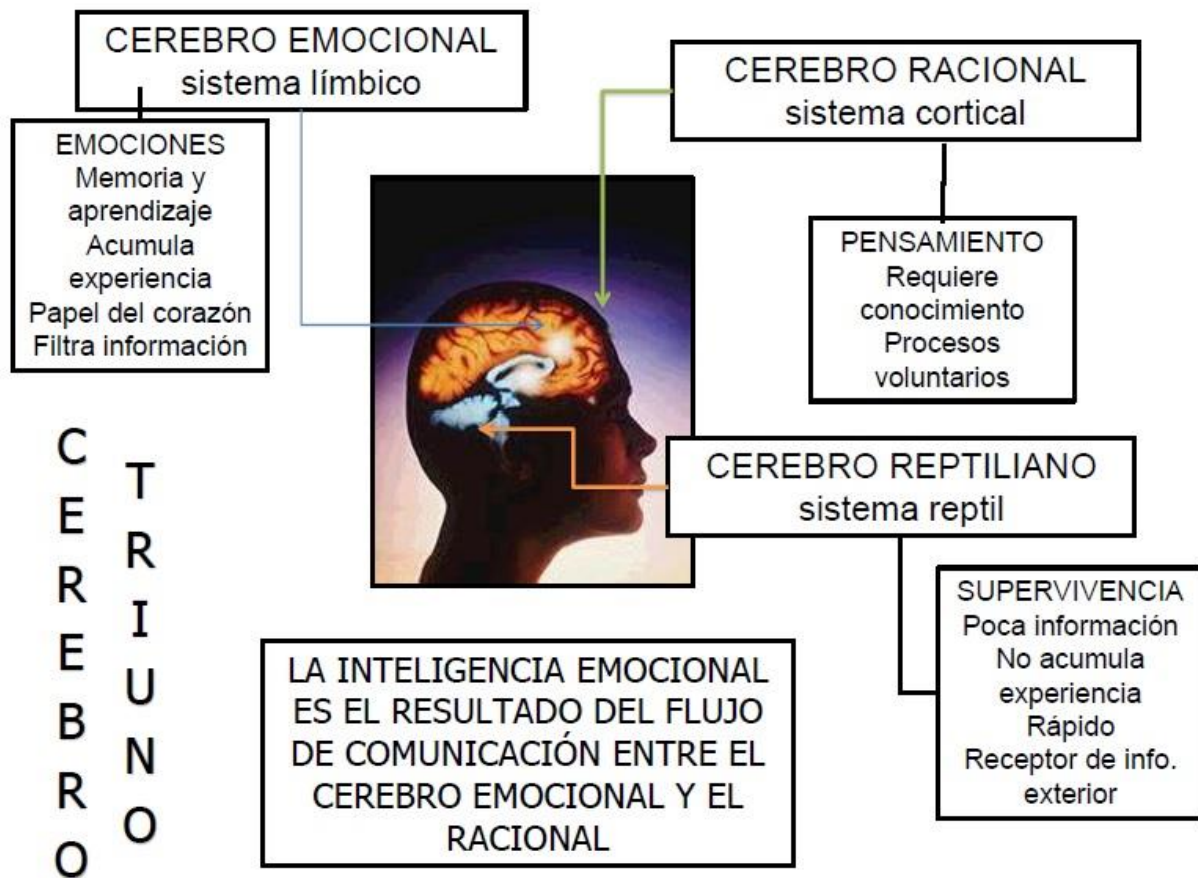 CEREBRO EMOCIONAL
sistema límbico
EMOCIONES
Memoria y
aprendizaje
Acumula
experiencia
Papel del corazón
Filtra información
CEREBRO RACIONAL
sistema cortical
PENSAMIENTO
Requiere
conocimiento
Procesos
voluntarios
CEREBRO REPTILIANO
sistema reptil
SUPERVIVENCIA
Poca información
No acumula
experiencia
Rápido
Receptor de info.
exterior
CEREBRO
TRIUNO
LA INTELIGENCIA EMOCIONAL
ES EL RESULTADO DEL FLUJO
DE COMUNICACIÓN ENTRE EL
CEREBRO EMOCIONAL Y EL
RACIONAL